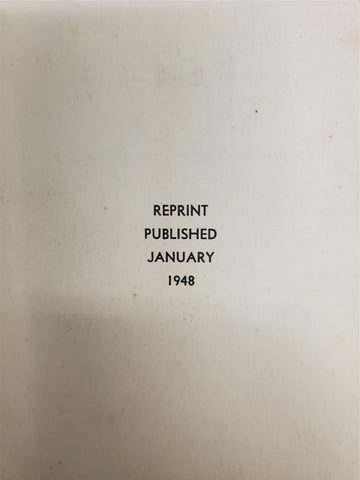 REPRINT
PUBLISHED
JANUARY
1948